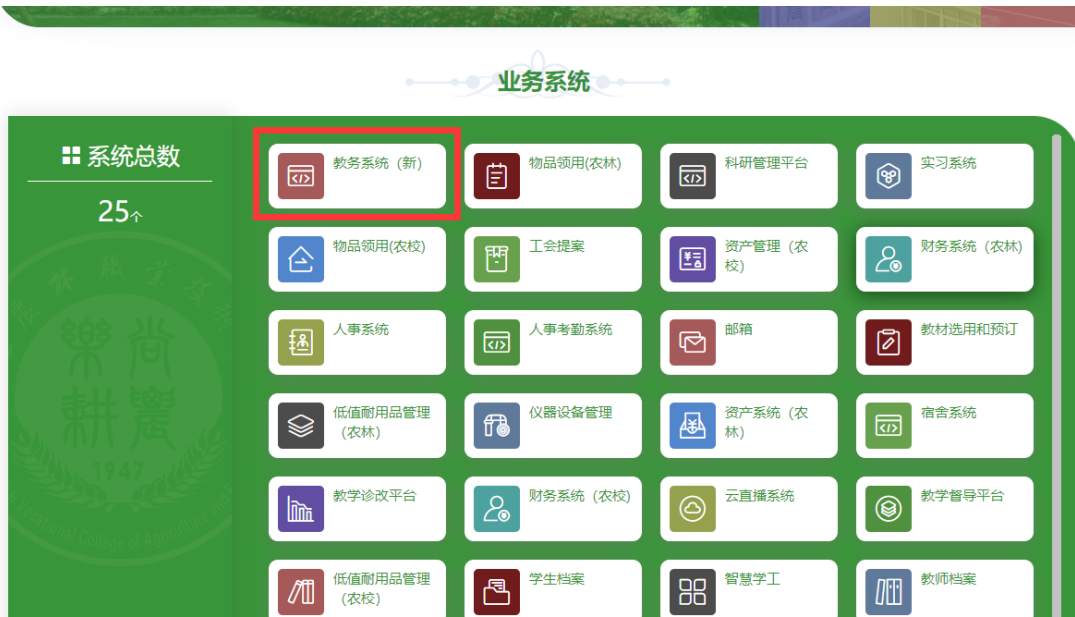 业务系统
系统总数
25个
教务系统（新）
物品领用(农林)
科研管理平台
实习系统
物品领用(农校)
工会提案
资产管理（农
校）
财务系统（农林）
人事系统
人事考勤系统
邮箱
教材选用和预订
低值耐用品管理
（农林）
仪器设备管理
资产系统（农
林）
宿舍系统
教学诊改平台
财务系统（农校）
云直播系统
教学督导平台
低值耐用品管理
（农校）
学生档案
智慧学工
教师档案
1947